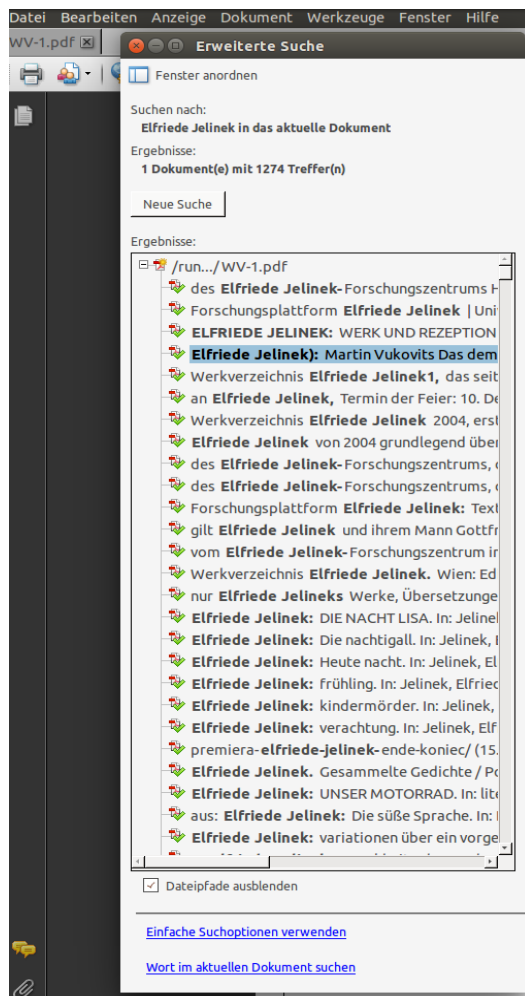 Datei Bearbeiten Anzeige Dokument Werkzeuge Fenster Hilfe
WV-1.pdf
Erweiterte Suche
Fenster anordnen
Suchen nach:
Elfriede Jelinek in das aktuelle Dokument
Ergebnisse:
1 Dokument(e) mit 1274 Treffer(n)
Neue Suche
Ergebnisse:
/run.../WV-1.pdf
des Elfriede Jelinek-Forschungszentrums H
Forschungsplattform Elfriede Jelinek | Uni
ELFRIEDE JELINEK: WERK UND REZEPTION
Elfriede Jelinek): Martin Vukovits Das dem
Werkverzeichnis Elfriede Jelinek1, das seit
an Elfriede Jelinek, Termin der Feier: 10. De
Werkverzeichnis Elfriede Jelinek 2004, erst
Elfriede Jelinek von 2004 grundlegend über
des Elfriede Jelinek-Forschungszentrums,
des Elfriede Jelinek-Forschungszentrums,
Forschungsplattform Elfriede Jelinek: Text
gilt Elfriede Jelinek und ihrem Mann Gottfr
vom Elfriede Jelinek-Forschungszentrum in
Werkverzeichnis Elfriede Jelinek. Wien: Ed
nur Elfriede Jelineks Werke, Übersetzunge
Elfriede Jelinek: DIE NACHT LISA. In: Jeline
Elfriede Jelinek: Die nachtigall. In: Jelinek,
Elfriede Jelinek: Heute nacht. In: Jelinek, El
Elfriede Jelinek: frühling. In: Jelinek, Elfried
Elfriede Jelinek: kindermörder. In: Jelinek,
Elfriede Jelinek: verachtung. In: Jelinek, Elf
premiera-elfriede-jelinek-ende-koniec/ (15.
Elfriede Jelinek. Gesammelte Gedichte / Po
Elfriede Jelinek: UNSER MOTORRAD. In: lite
aus: Elfriede Jelinek: Die süße Sprache. In:
Elfriede Jelinek: variationen über ein vorge
Dateipfade ausblenden
Einfache Suchoptionen verwenden
Wort im aktuellen Dokument suchen